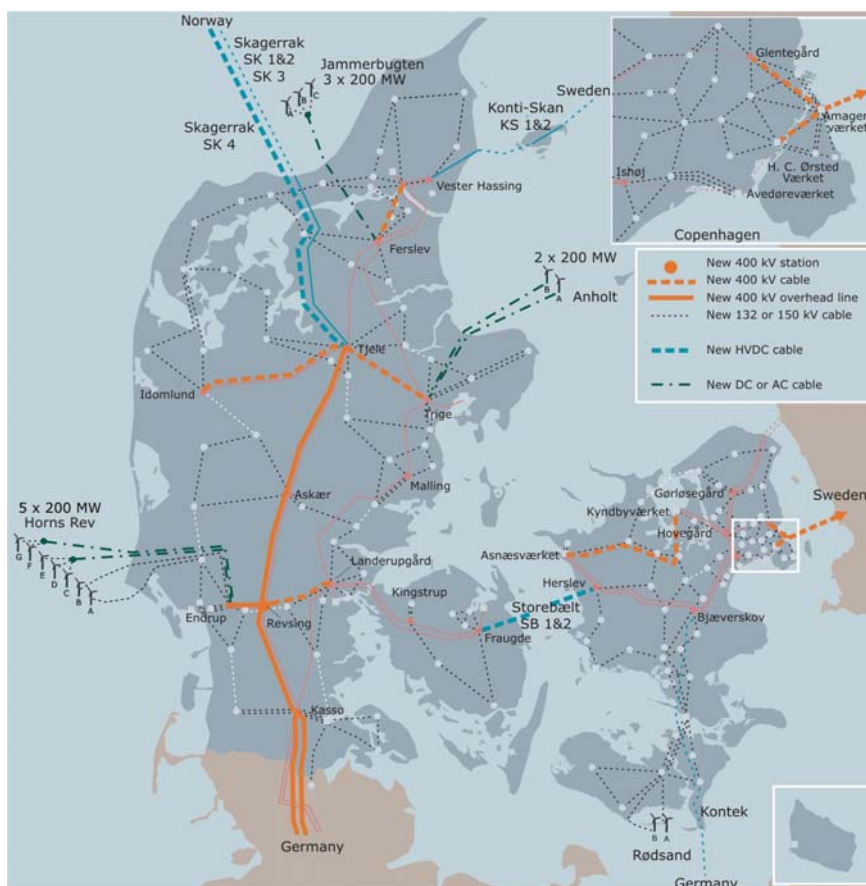 Norway
Skagerrak
SK 1&2
SK 3
Jammerbugten
3 x 200 MW
A
B
C
Skagerrak
SK 4
Konti-Skan
KS 1&2
Sweden
Vester Hassing
Ferslev
2 x 200 MW
B
A
Anholt
Tjele
Idomlund
Trige
Askær
Malling
5 x 200 MW
Horns Rev
G
F
E
D
C
B
A
Landerupgård
Endrup
Revsing
Kingstrup
Fraugde
Kassø
Germany
Storebælt
SB 1&2
Gørløsegård
Kyndbyværket
Hovegård
Asnæsværket
Herslev
Bjæverskov
Sweden
Kontek
B
A
Rødsand
Germany
Glentegård
Amager
værket
H. C. Ørsted
Værket
Ishøj
Avedøreværket
Copenhagen
New 400 kV station
New 400 kV cable
New 400 kV overhead line
New 132 or 150 kV cable
New HVDC cable
New DC or AC cable